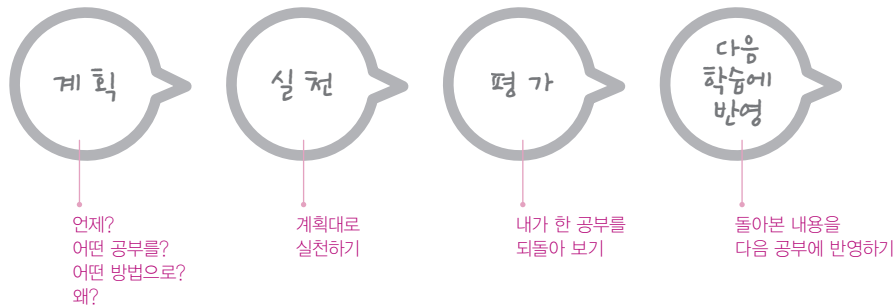 계획
실천
평가
다음
학습에
반영
언제?
어떤 공부를?
어떤 방법으로?
왜?
계획대로
실천하기
내가 한 공부를
되돌아 보기
돌아본 내용을
다음 공부에 반영하기